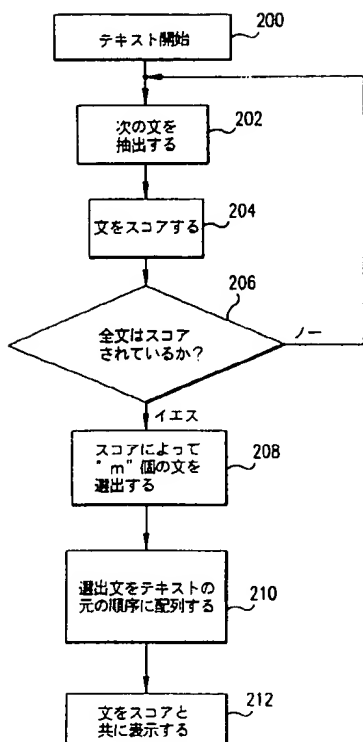 テキスト開始
200
次の文を
抽出する
202
文をスコアする
204
206
全文はスコア
されているか?
ノー
イエス
スコアによって
"m"個の文を
選出する
208
選出文をテキストの
元の順序に配列する
210
文をスコアと
共に表示する
212